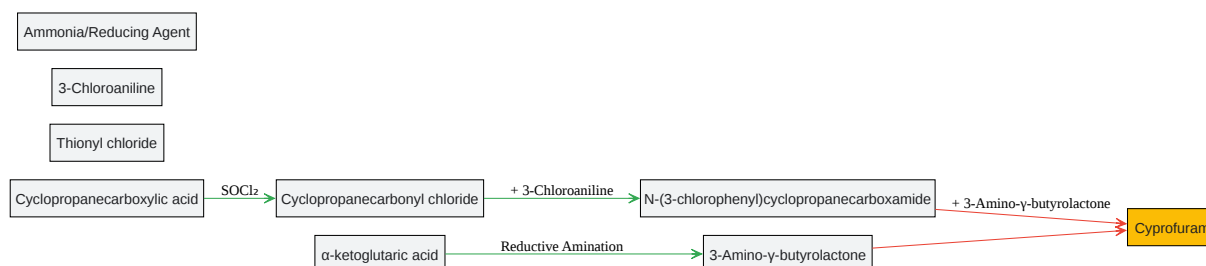 Ammonia/Reducing Agent
3-Chloroaniline
Thionyl chloride
Cyclopropanecarboxylic acid
SOCl₂
Cyclopropanecarbonyl chloride
+ 3-Chloroaniline
N-(3-chlorophenyl)cyclopropanecarboxamide
+ 3-Amino-γ-butyrolactone
Cyprofuram
α-ketoglutaric acid
Reductive Amination
3-Amino-γ-butyrolactone